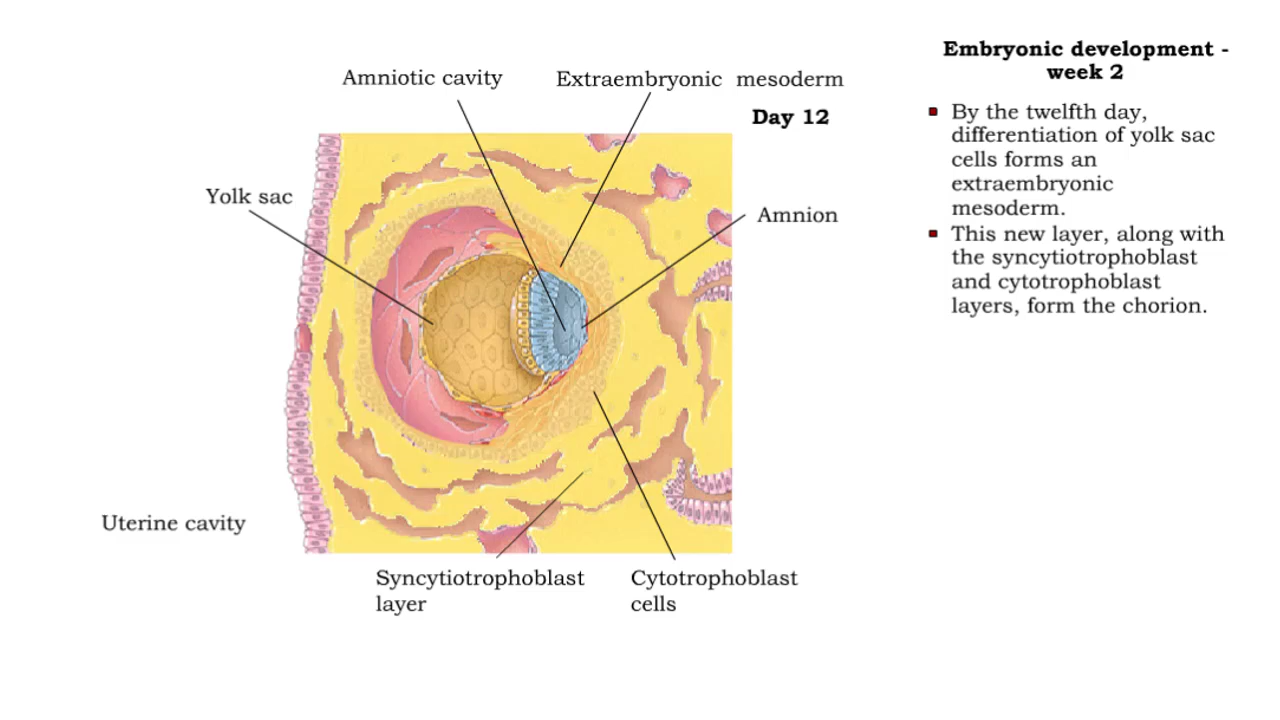 Embryonic development -
week 2
Amniotic cavity
Extraembryonic mesoderm
Day 12
Yolk sac
Amnion
Uterine cavity
Syncytiotrophoblast
layer
Cytotrophoblast
cells
▪ By the twelfth day,
differentiation of yolk sac
cells forms an
extraembryonic
mesoderm.
▪ This new layer, along with
the syncytiotrophoblast
and cytotrophoblast
layers, form the chorion.